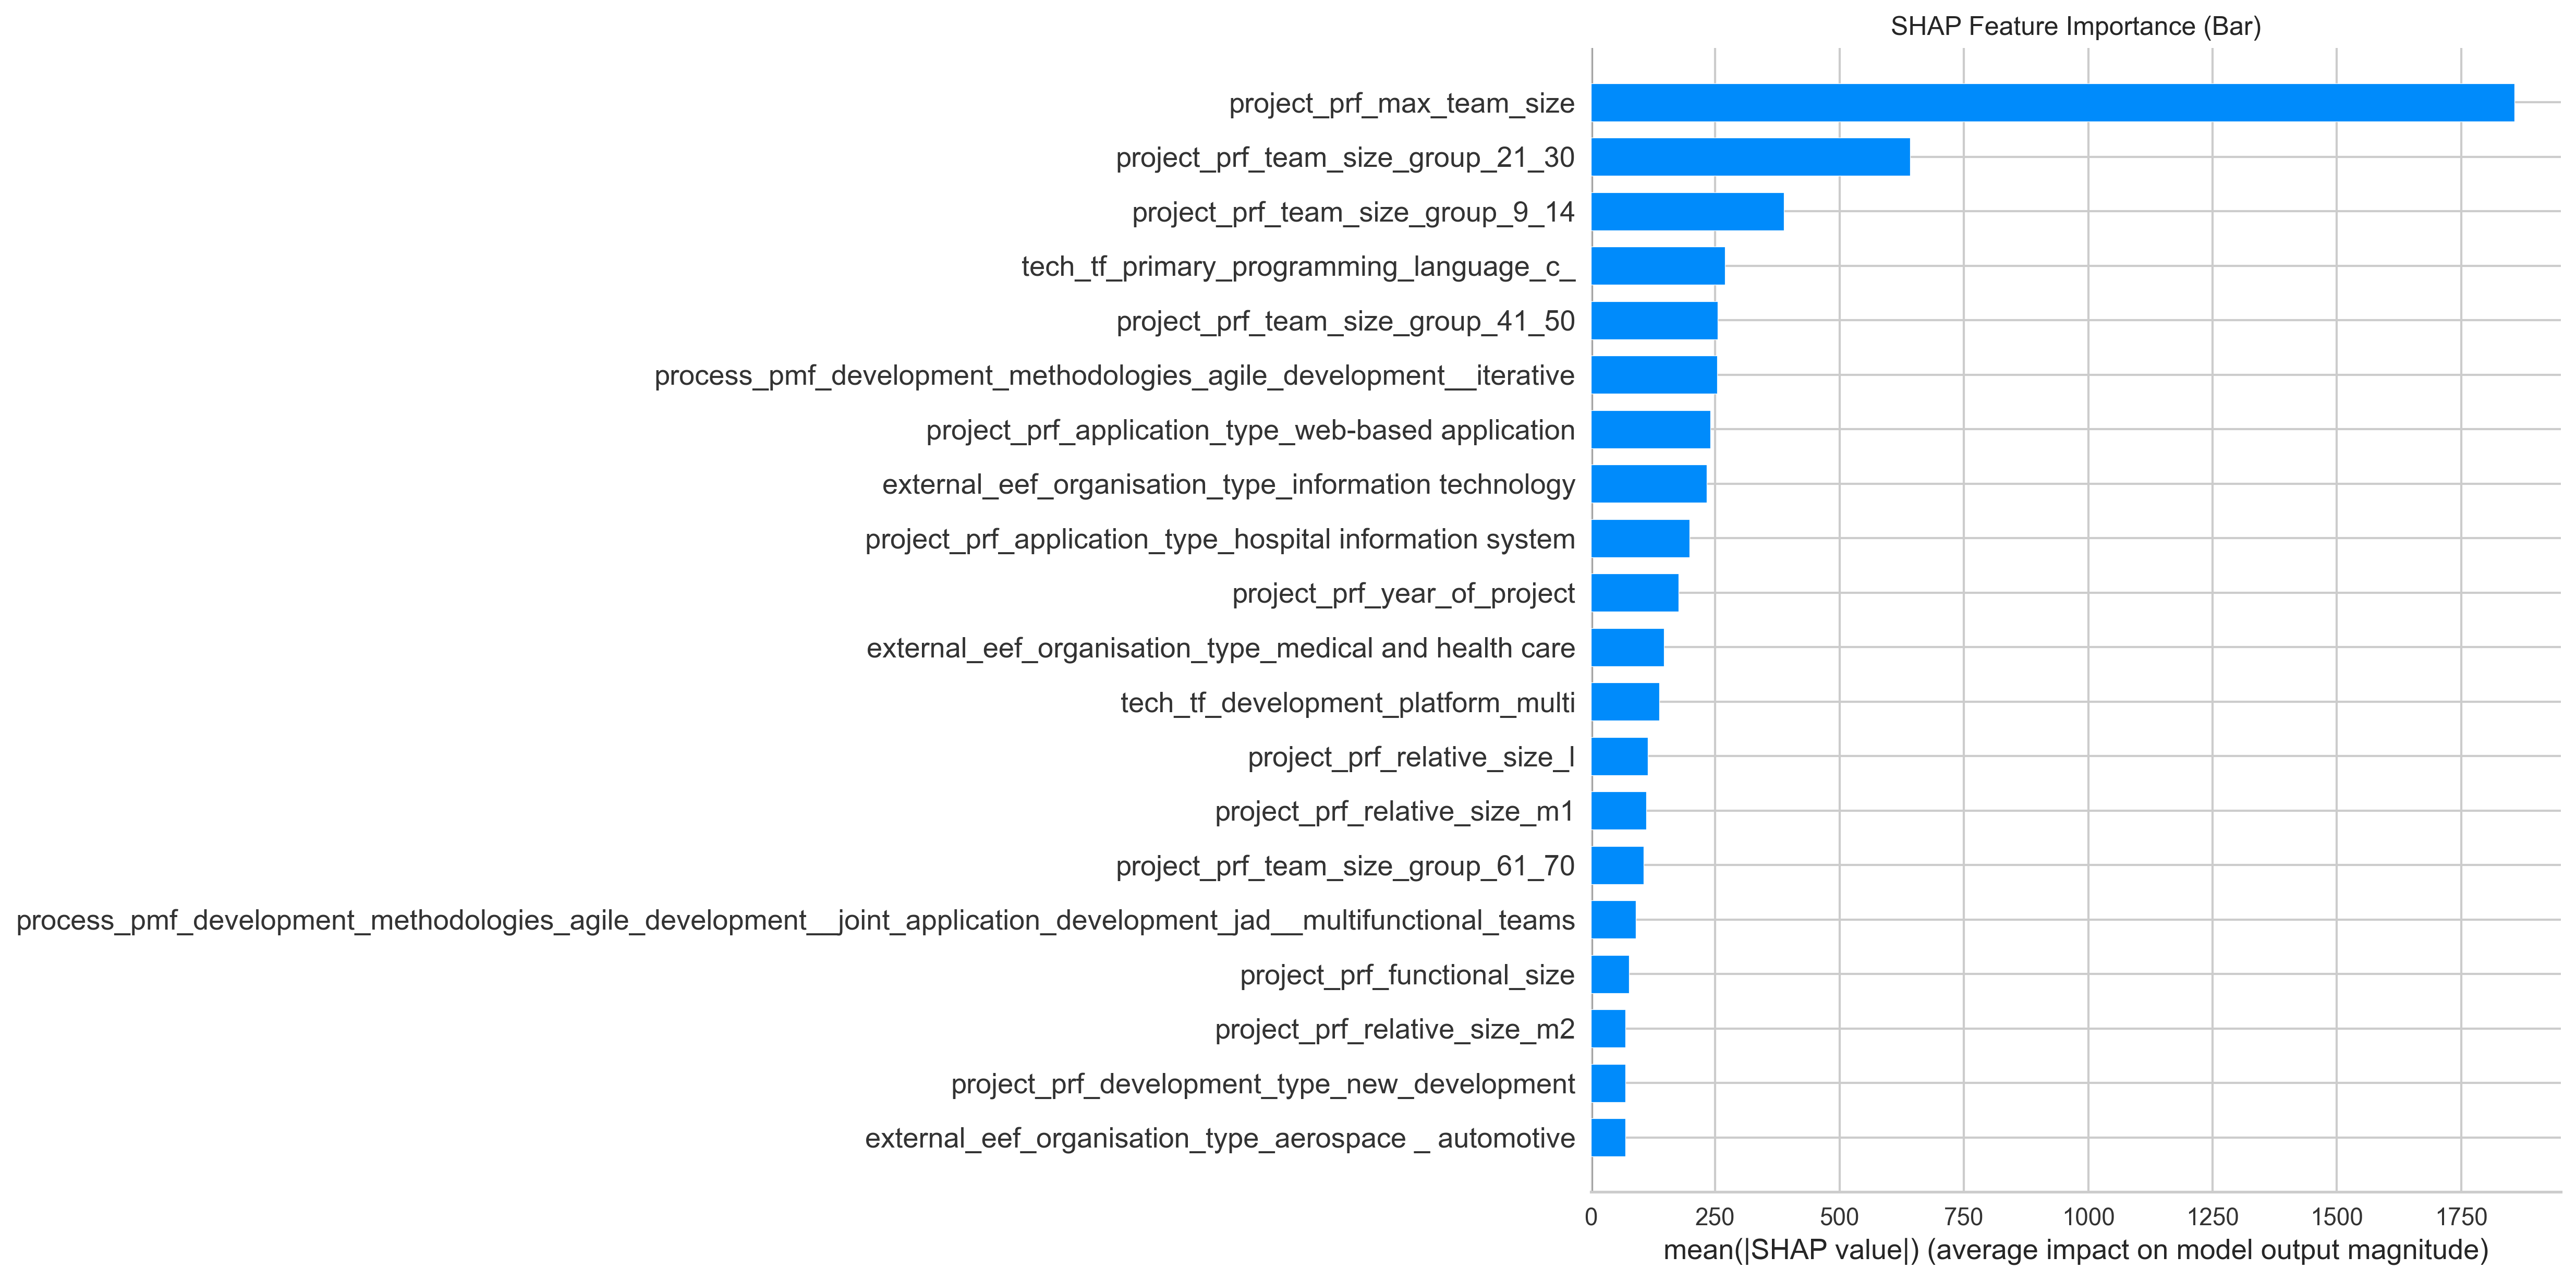 SHAP Feature Importance (Bar)
project_prf_max_team_size
project_prf_team_size_group_21_30
project_prf_team_size_group_9_14
tech_tf_primary_programming_language_c_
project_prf_team_size_group_41_50
process_pmf_development_methodologies_agile_development__iterative
project_prf_application_type_web-based application
external_eef_organisation_type_information technology
project_prf_application_type_hospital information system
project_prf_year_of_project
external_eef_organisation_type_medical and health care
tech_tf_development_platform_multi
project_prf_relative_size_l
project_prf_relative_size_m1
project_prf_team_size_group_61_70
process_pmf_development_methodologies_agile_development__joint_application_development_jad__multifunctional_teams
project_prf_functional_size
project_prf_relative_size_m2
project_prf_development_type_new_development
external_eef_organisation_type_aerospace _ automotive
0 250 500 750 1000 1250 1500 1750
mean(|SHAP value|) (average impact on model output magnitude)